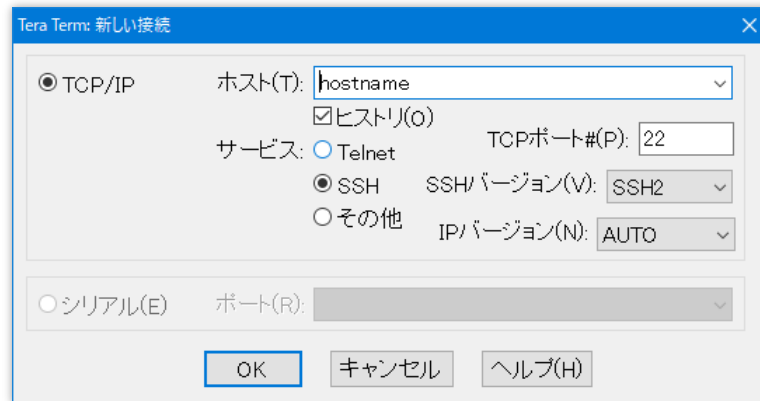 Tera Term: 新しい接続
TCP/IP
ホスト(T): hostname
ヒストリ(O)
サービス: Telnet
TCPポート#(P): 22
SSH
SSHバージョン(V): SSH2
その他
IPバージョン(N): AUTO
シリアル(E)
ポート(R):
OK
キャンセル
ヘルプ(H)